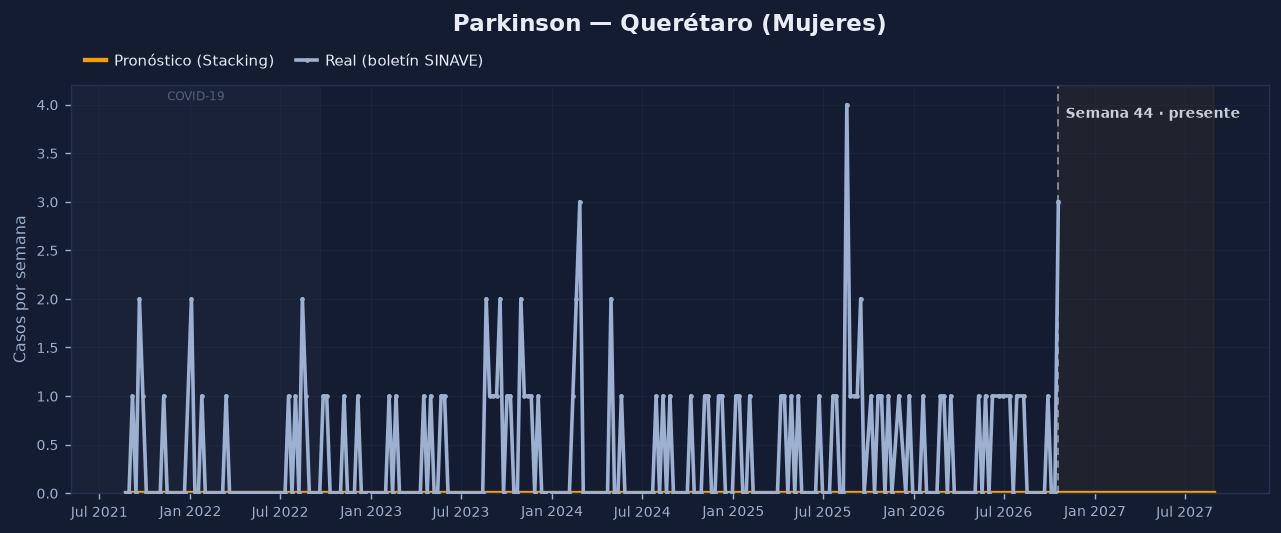 Parkinson — Querétaro (Mujeres)
Pronóstico (Stacking)
Real (boletín SINAVE)
COVID-19
Semana 44 · presente
Casos por semana
4.0
3.5
3.0
2.5
2.0
1.5
1.0
0.5
0.0
Jul 2021
Jan 2022
Jul 2022
Jan 2023
Jul 2023
Jan 2024
Jul 2024
Jan 2025
Jul 2025
Jan 2026
Jul 2026
Jan 2027
Jul 2027